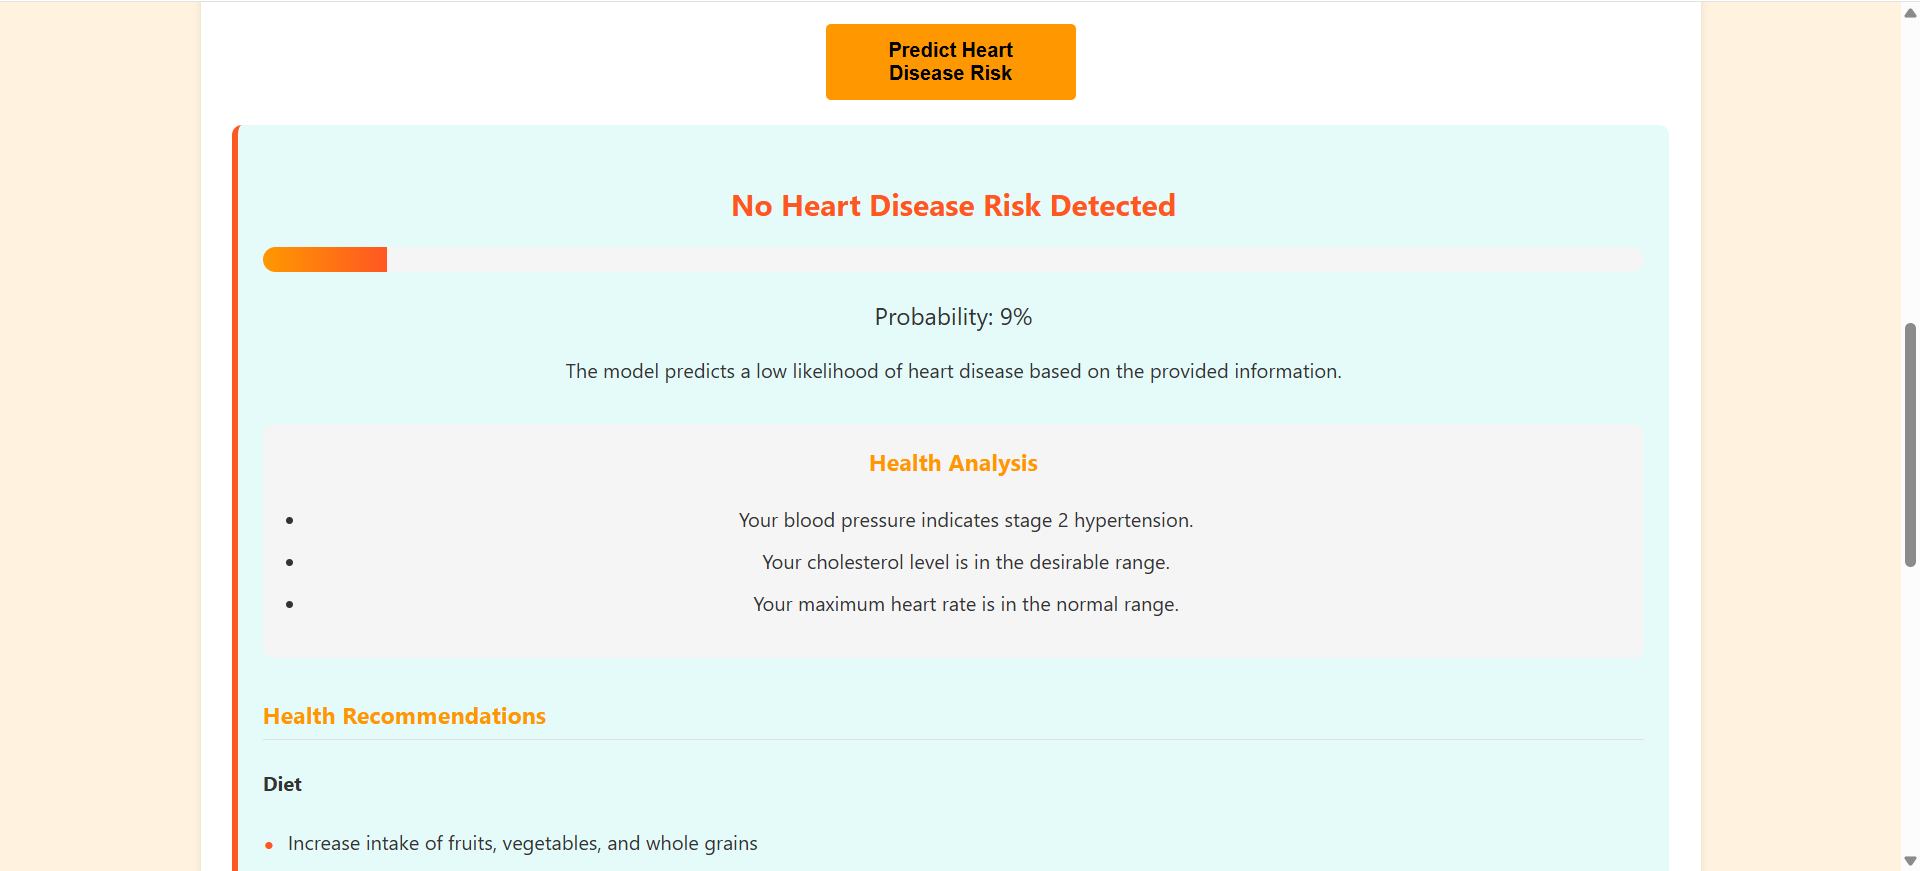 Predict Heart
Disease Risk
No Heart Disease Risk Detected
Probability: 9%
The model predicts a low likelihood of heart disease based on the provided information.
Health Analysis
• Your blood pressure indicates stage 2 hypertension.
• Your cholesterol level is in the desirable range.
• Your maximum heart rate is in the normal range.
Health Recommendations
Diet
• Increase intake of fruits, vegetables, and whole grains